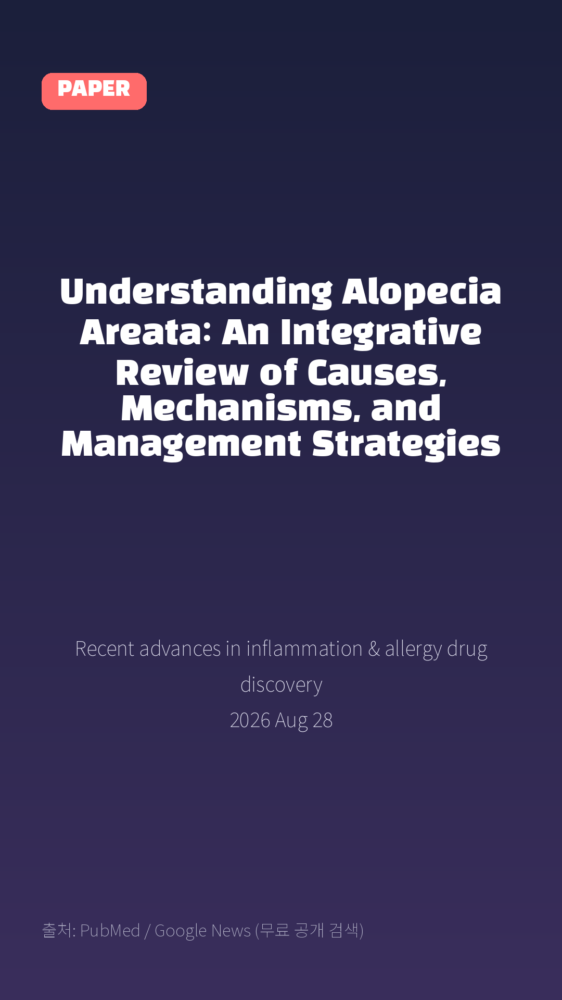 PAPER
Understanding Alopecia
Areata: An Integrative
Review of Causes,
Mechanisms, and
Management Strategies
Recent advances in inflammation & allergy drug
discovery
2026 Aug 28
출처: PubMed / Google News (무료 공개 검색)